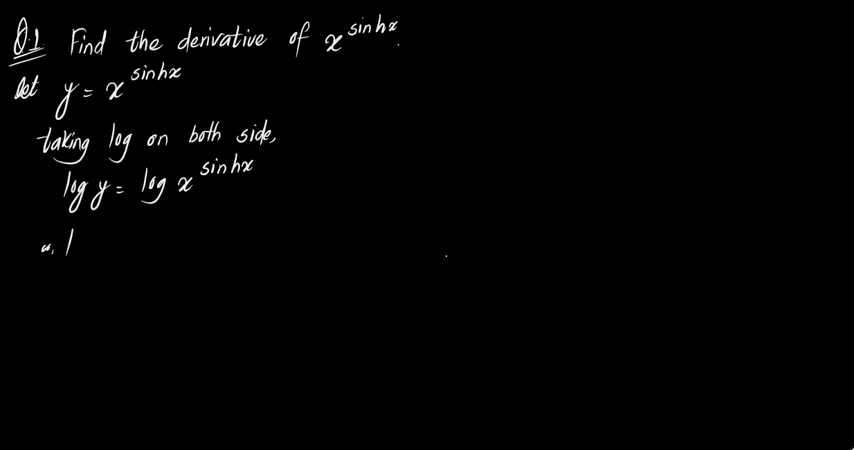 Q.1 Find the derivative of x^sinhx.
Let y = x^sinhx
taking log on both side,
log y = log x^sinhx